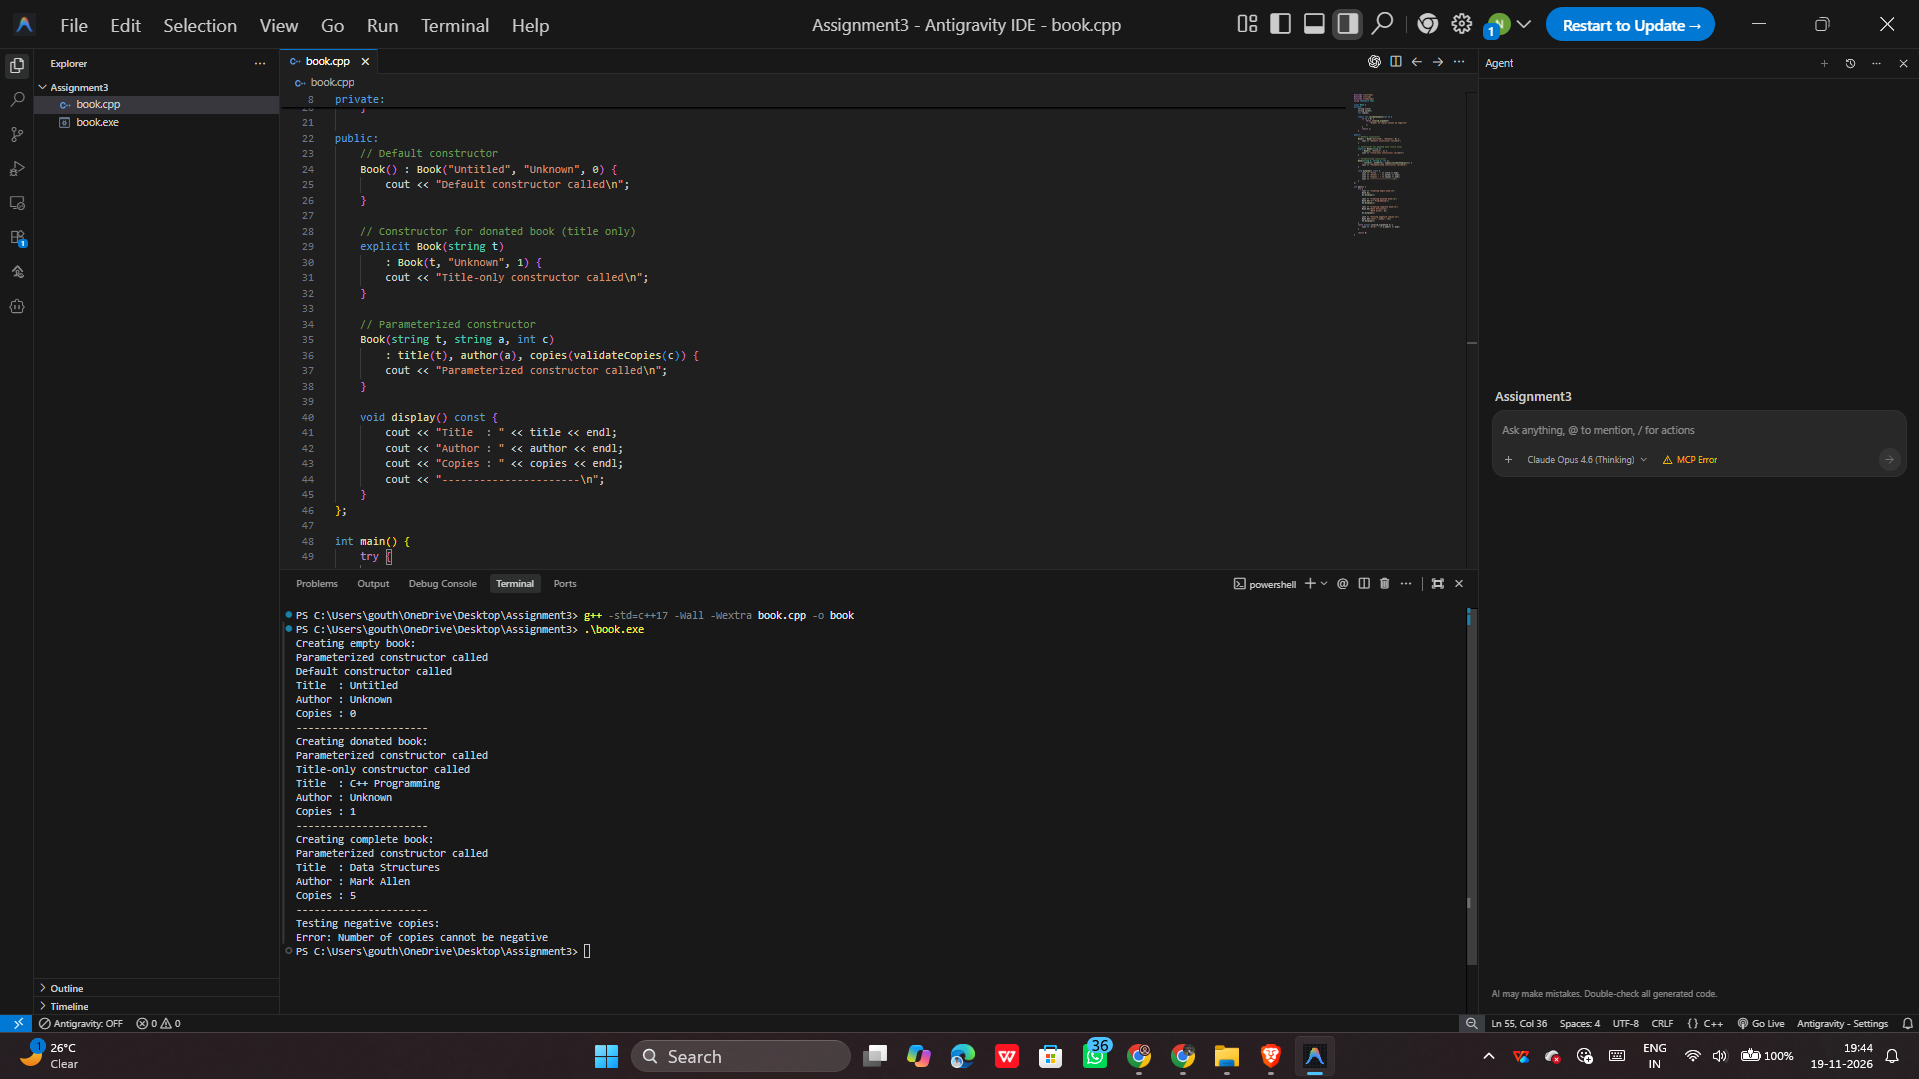 File Edit Selection View Go Run Terminal Help
Assignment3 - Antigravity IDE - book.cpp
N
1
Restart to Update →
Explorer
Assignment3
book.cpp
book.exe
1
Outline
Timeline
book.cpp
book.cpp
8 private:
20 }
21
22 public:
23 // Default constructor
24 Book() : Book("Untitled", "Unknown", 0) {
25 cout << "Default constructor called\n";
26 }
27
28 // Constructor for donated book (title only)
29 explicit Book(string t)
30 : Book(t, "Unknown", 1) {
31 cout << "Title-only constructor called\n";
32 }
33
34 // Parameterized constructor
35 Book(string t, string a, int c)
36 : title(t), author(a), copies(validateCopies(c)) {
37 cout << "Parameterized constructor called\n";
38 }
39
40 void display() const {
41 cout << "Title  : " << title << endl;
42 cout << "Author : " << author << endl;
43 cout << "Copies : " << copies << endl;
44 cout << "----------------------\n";
45 }
46 };
47
48 int main() {
49 try {
Problems Output Debug Console Terminal Ports
powershell
PS C:\Users\gouth\OneDrive\Desktop\Assignment3> g++ -std=c++17 -Wall -Wextra book.cpp -o book
PS C:\Users\gouth\OneDrive\Desktop\Assignment3> .\book.exe
Creating empty book:
Parameterized constructor called
Default constructor called
Title  : Untitled
Author : Unknown
Copies : 0
----------------------
Creating donated book:
Parameterized constructor called
Title-only constructor called
Title  : C++ Programming
Author : Unknown
Copies : 1
----------------------
Creating complete book:
Parameterized constructor called
Title  : Data Structures
Author : Mark Allen
Copies : 5
----------------------
Testing negative copies:
Error: Number of copies cannot be negative
PS C:\Users\gouth\OneDrive\Desktop\Assignment3>
Agent
Assignment3
Ask anything, @ to mention, / for actions
Claude Opus 4.6 (Thinking)
MCP Error
AI may make mistakes. Double-check all generated code.
Antigravity: OFF 0 0
Ln 55, Col 36 Spaces: 4 UTF-8 CRLF {} C++ Go Live Antigravity - Settings
1
26°C
Clear
Search
36
ENG
IN
100%
19:44
19-11-2026